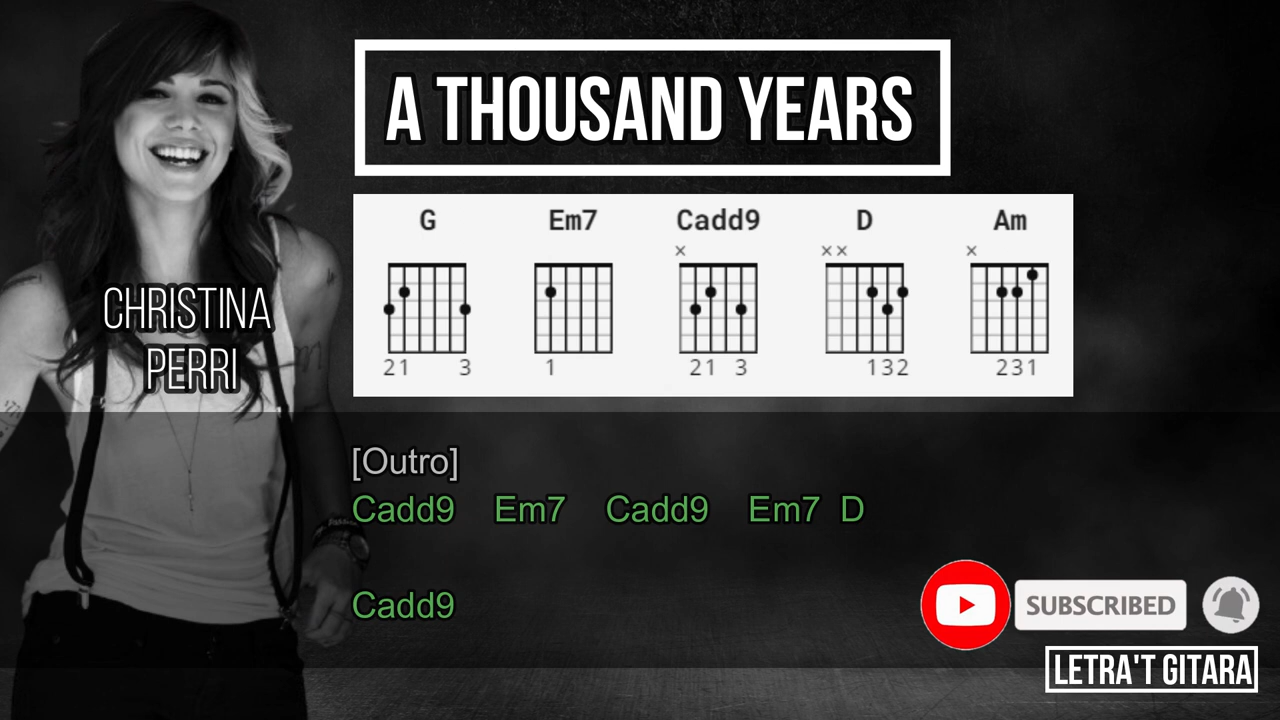 A THOUSAND YEARS
G Em7 Cadd9 D Am
× ×× ×
21 3 1 21 3 132 231
CHRISTINA
PERRI
[Outro]
Cadd9 Em7 Cadd9 Em7 D
Cadd9
SUBSCRIBED
LETRA'T GITARA